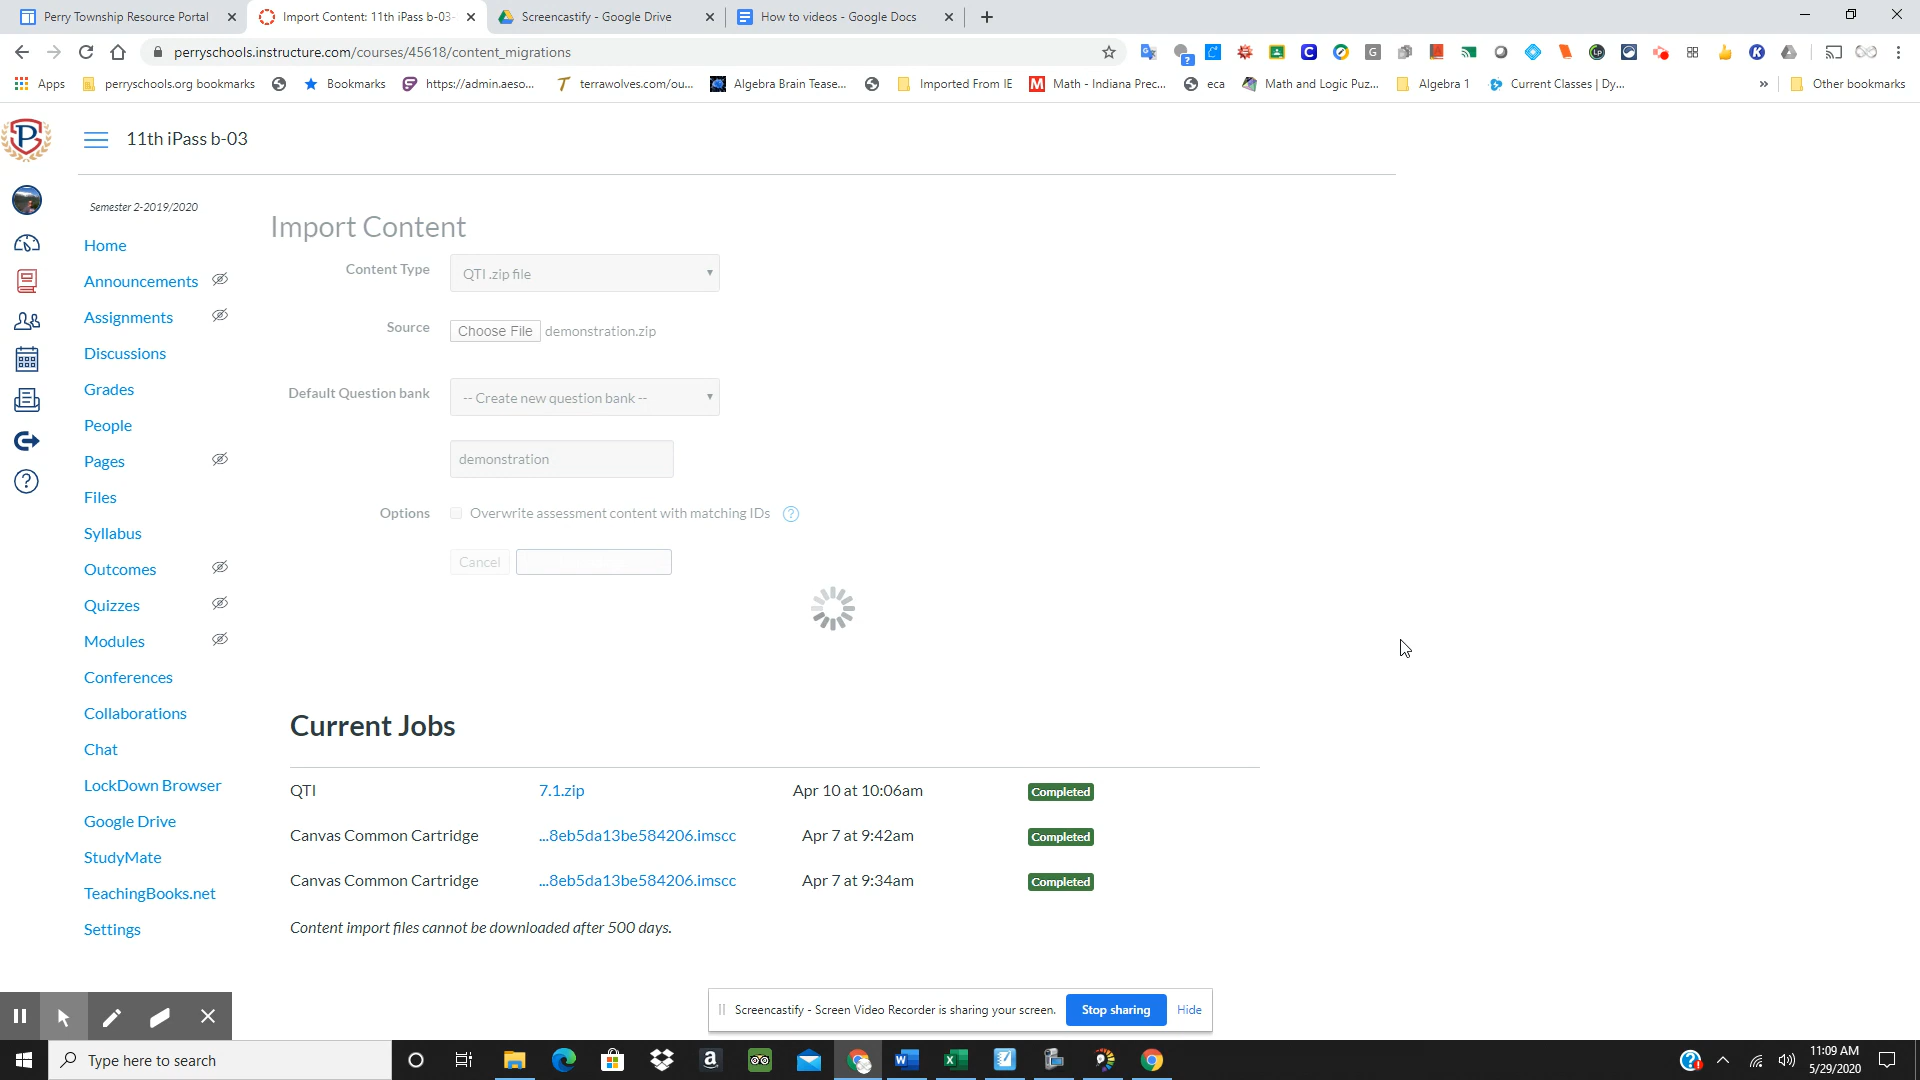 Perry Township Resource Portal
Import Content: 11th iPass b-03-
Screencastify - Google Drive
How to videos - Google Docs
perryschools.instructure.com/courses/45618/content_migrations
Apps
perryschools.org bookmarks
Bookmarks
https://admin.aeso...
terrawolves.com/ou...
Algebra Brain Tease...
Imported From IE
Math - Indiana Prec...
eca
Math and Logic Puz...
Algebra 1
Current Classes | Dy...
»
Other bookmarks
11th iPass b-03
Semester 2-2019/2020
Home
Announcements
Assignments
Discussions
Grades
People
Pages
Files
Syllabus
Outcomes
Quizzes
Modules
Conferences
Collaborations
Chat
LockDown Browser
Google Drive
StudyMate
TeachingBooks.net
Settings
Import Content
Content Type
QTI .zip file
Source
Choose File demonstration.zip
Default Question bank
-- Create new question bank --
demonstration
Options
Overwrite assessment content with matching IDs
Cancel
Current Jobs
QTI 7.1.zip Apr 10 at 10:06am Completed
Canvas Common Cartridge ...8eb5da13be584206.imscc Apr 7 at 9:42am Completed
Canvas Common Cartridge ...8eb5da13be584206.imscc Apr 7 at 9:34am Completed
Content import files cannot be downloaded after 500 days.
Screencastify - Screen Video Recorder is sharing your screen.
Stop sharing
Hide
Type here to search
11:09 AM
5/29/2020